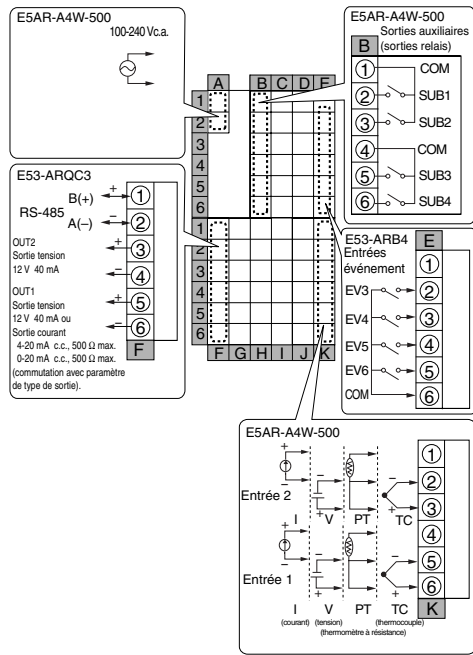 E5AR-A4W-500
100-240 Vc.a.
E5AR-A4W-500
Sorties auxiliaires
(sorties relais)
B
1 COM
2 SUB1
3 SUB2
4 COM
5 SUB3
6 SUB4
A B C D E
1
2
3
4
5
6
1
2
3
4
5
6
F G H I J K
E53-ARQC3
RS-485
B(+) + 1
A(−) − 2
OUT2
Sortie tension
12 V 40 mA
+ 3
− 4
OUT1
Sortie tension
12 V 40 mA ou
Sortie courant
4-20 mA c.c., 500 Ω max.
0-20 mA c.c., 500 Ω max.
(commutation avec paramètre
de type de sortie).
+ 5
− 6
F
E53-ARB4
Entrées
événement
E
1
EV3 2
EV4 3
EV5 4
EV6 5
COM 6
E5AR-A4W-500
1
2
3
4
5
6
K
Entrée 2
+ − − + − +
I V PT TC
Entrée 1
+ − − + − +
I V PT TC
(courant) (tension) (thermocouple)
(thermomètre à résistance)